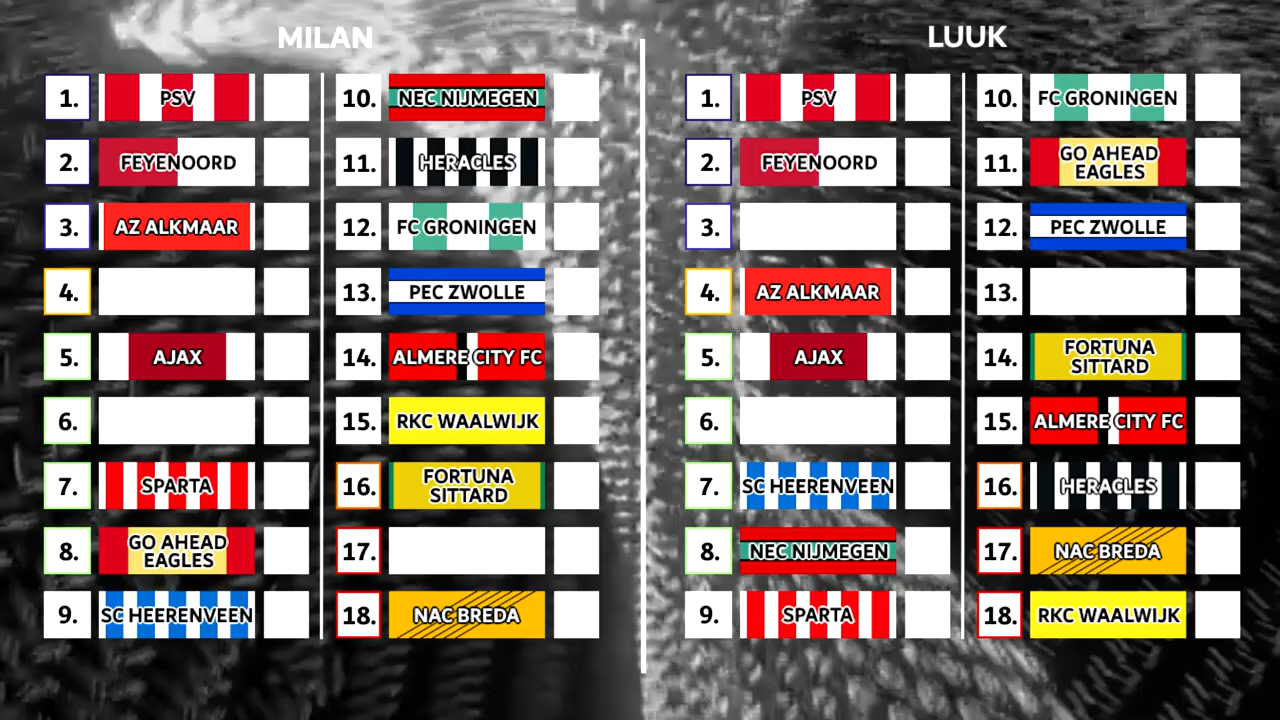 MILAN
1. PSV
2. FEYENOORD
3. AZ ALKMAAR
4.
5. AJAX
6.
7. SPARTA
8. GO AHEAD
EAGLES
9. SC HEERENVEEN
10. NEC NIJMEGEN
11. HERACLES
12. FC GRONINGEN
13. PEC ZWOLLE
14. ALMERE CITY FC
15. RKC WAALWIJK
16. FORTUNA
SITTARD
17.
18. NAC BREDA
LUUK
1. PSV
2. FEYENOORD
3.
4. AZ ALKMAAR
5. AJAX
6.
7. SC HEERENVEEN
8. NEC NIJMEGEN
9. SPARTA
10. FC GRONINGEN
11. GO AHEAD
EAGLES
12. PEC ZWOLLE
13.
14. FORTUNA
SITTARD
15. ALMERE CITY FC
16. HERACLES
17. NAC BREDA
18. RKC WAALWIJK